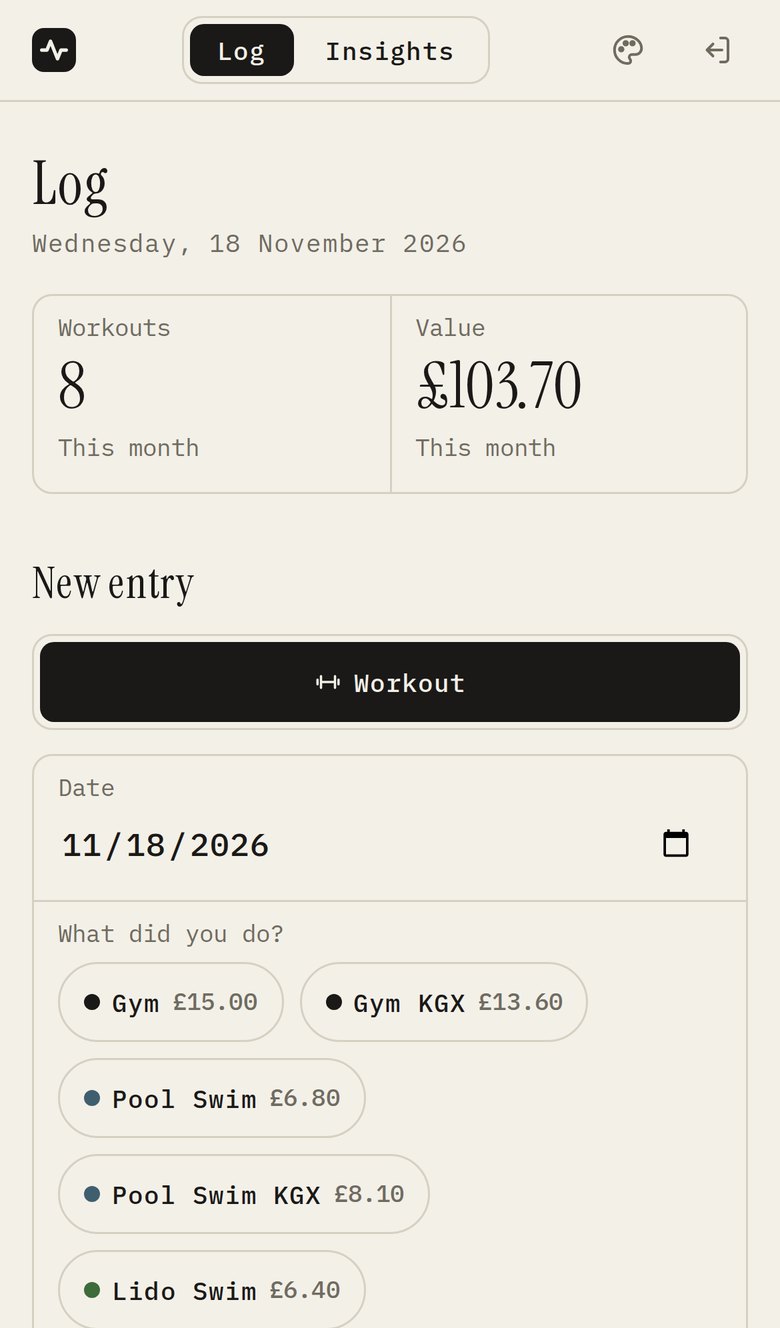 Log Insights
Log
Wednesday, 18 November 2026
Workouts Value
8 £103.70
This month This month
New entry
Workout
Date
11/18/2026
What did you do?
Gym £15.00 Gym KGX £13.60
Pool Swim £6.80
Pool Swim KGX £8.10
Lido Swim £6.40